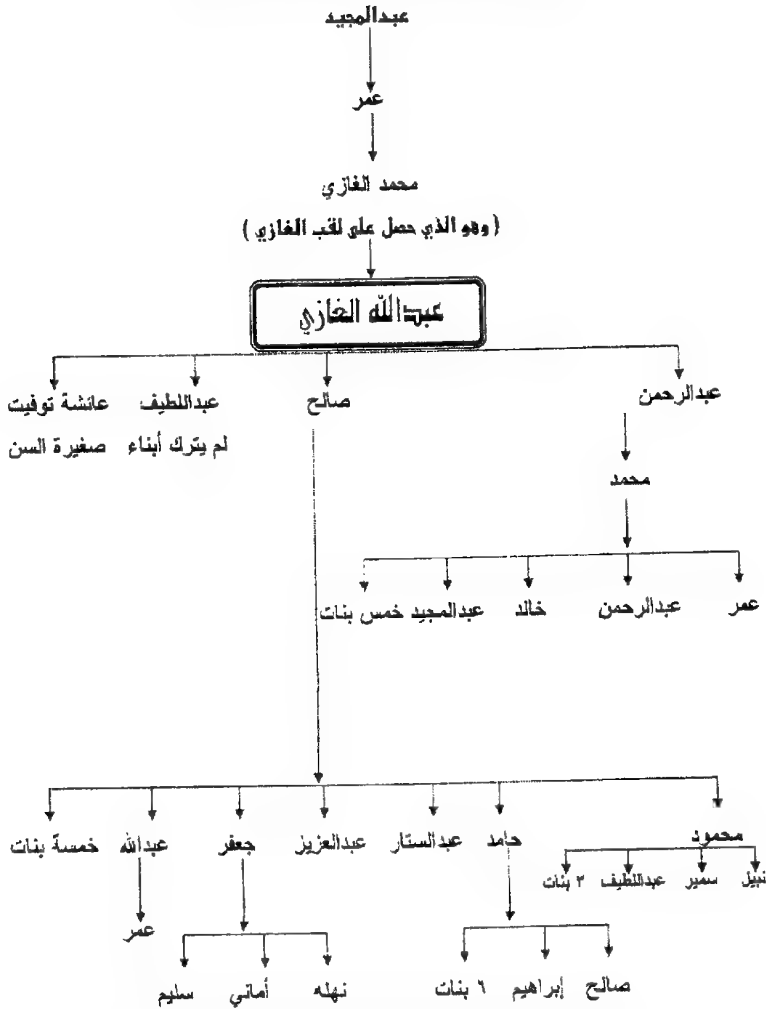 عبدالمجيد
عمر
محمد الغازي
( وهو الذي حصل على لقب الغازي )
عبدالله الغازي
عبدالرحمن صالح عبداللطيف عائشة توفيت
لم يترك أبناء صغيرة السن
محمد
عمر عبدالرحمن خالد عبدالمجيد خمس بنات
محمود حامد عبدالستار عبدالعزيز جعفر عبدالله خمسة بنات
نبيل سمير عبداللطيف ٣ بنات
عمر
صالح إبراهيم ٦ بنات نهله أماني سليم